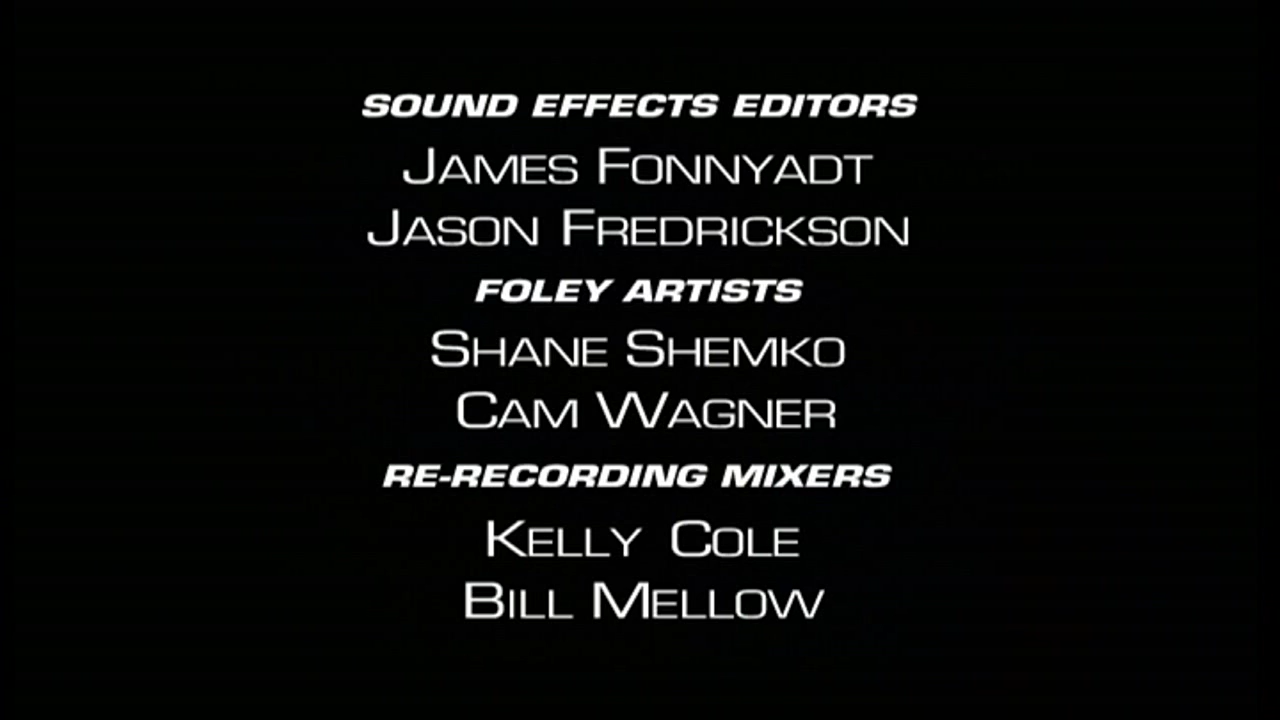 SOUND EFFECTS EDITORS
JAMES FONNYADT
JASON FREDRICKSON
FOLEY ARTISTS
SHANE SHEMKO
CAM WAGNER
RE-RECORDING MIXERS
KELLY COLE
BILL MELLOW